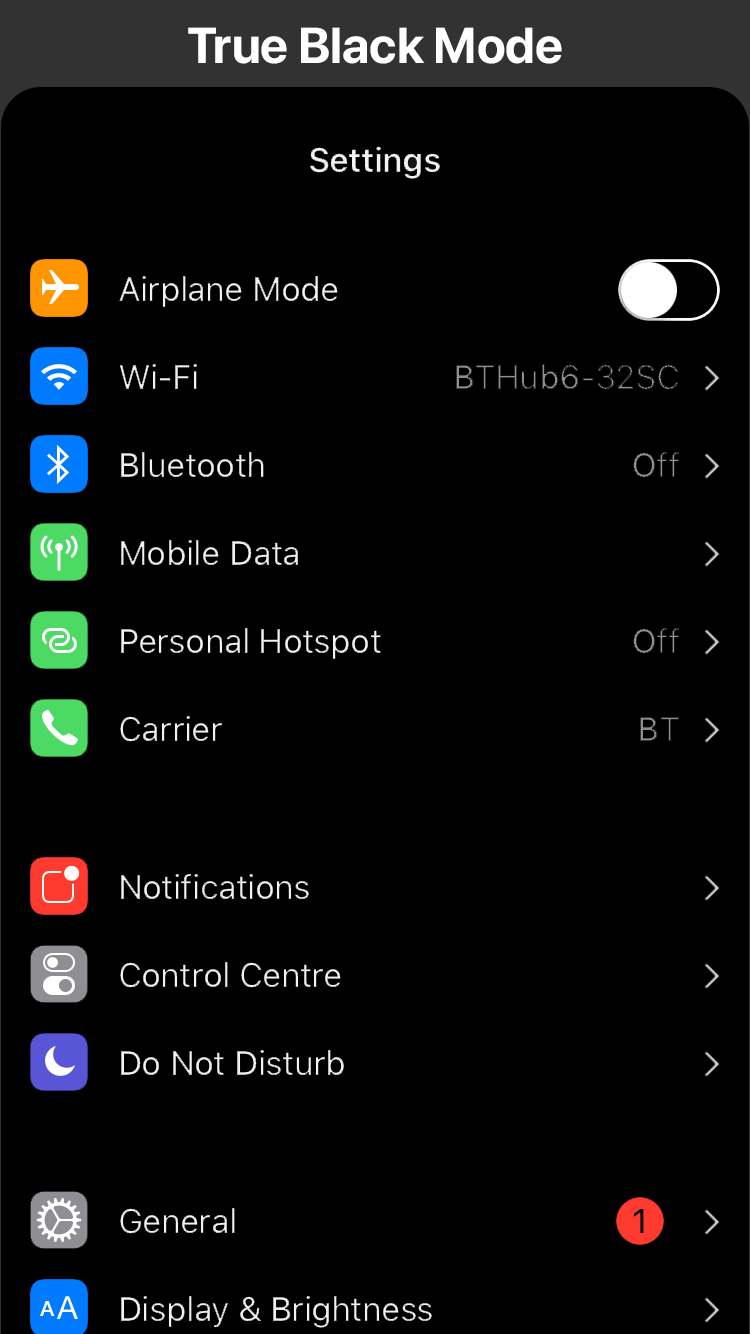 True Black Mode
Settings
Airplane Mode
Wi-Fi BTHub6-32SC
Bluetooth Off
Mobile Data
Personal Hotspot Off
Carrier BT
Notifications
Control Centre
Do Not Disturb
General 1
AA Display & Brightness